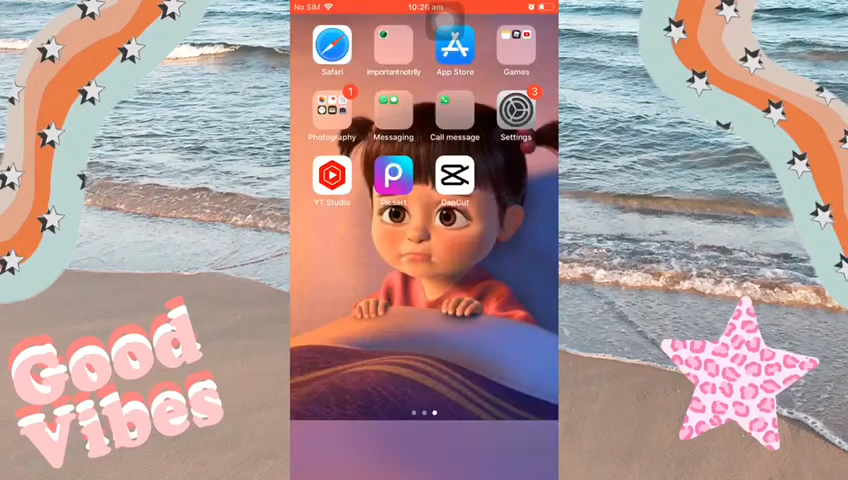 No SIM
10:26 am
Safari
Importantnotrily
App Store
Games
1
3
Photography
Messaging
Call message
Settings
YT Studio
Picsart
CapCut
Good
Vibes